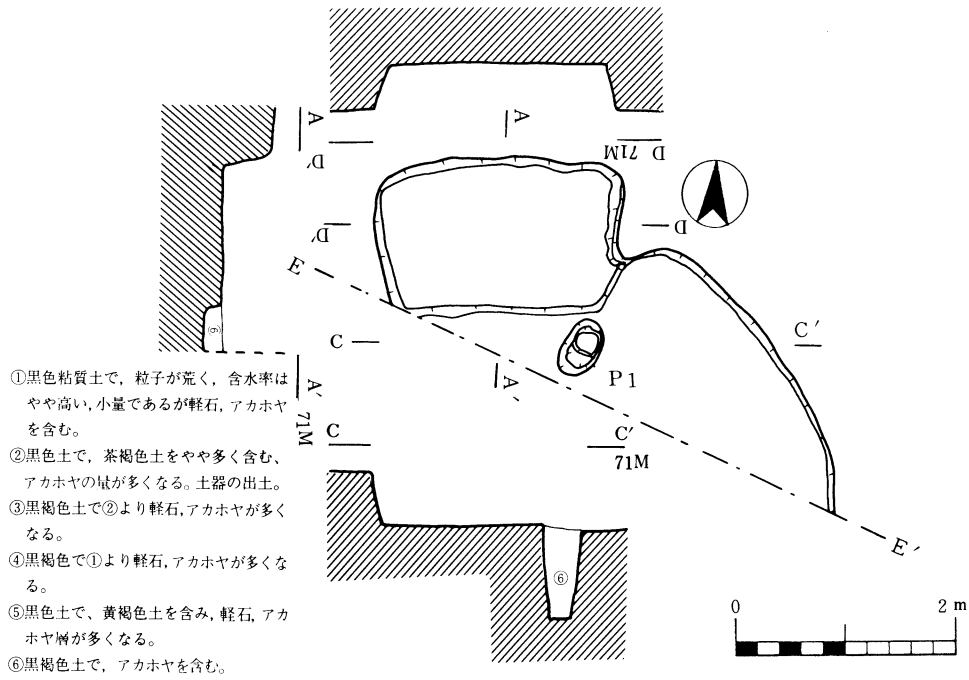 A
A
D
71M
D'
D'
D
E
C
C'
(6)
P1
A'
A'
71M
C
C'
71M
E'
⑥
0
2 m
①黒色粘質土で，粒子が荒く，含水率は
やや高い，小量であるが軽石，アカホヤ
を含む。
②黒色土で，茶褐色土をやや多く含む、
アカホヤの量が多くなる。土器の出土。
③黒褐色土で②より軽石，アカホヤが多く
なる。
④黒褐色で①より軽石，アカホヤが多くな
る。
⑤黒色土で、黄褐色土を含み，軽石，アカ
ホヤ層が多くなる。
⑥黒褐色土で，アカホヤを含む。